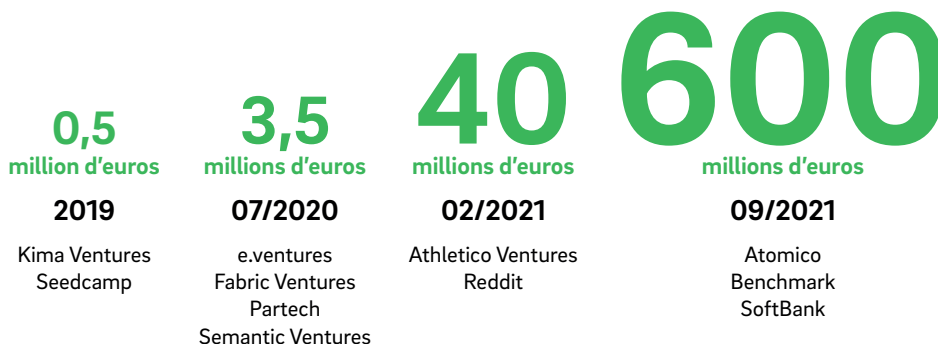 0,5
million d'euros
2019
Kima Ventures
Seedcamp
3,5
millions d'euros
07/2020
e.ventures
Fabric Ventures
Partech
Semantic Ventures
40
millions d'euros
02/2021
Athletico Ventures
Reddit
600
millions d'euros
09/2021
Atomico
Benchmark
SoftBank